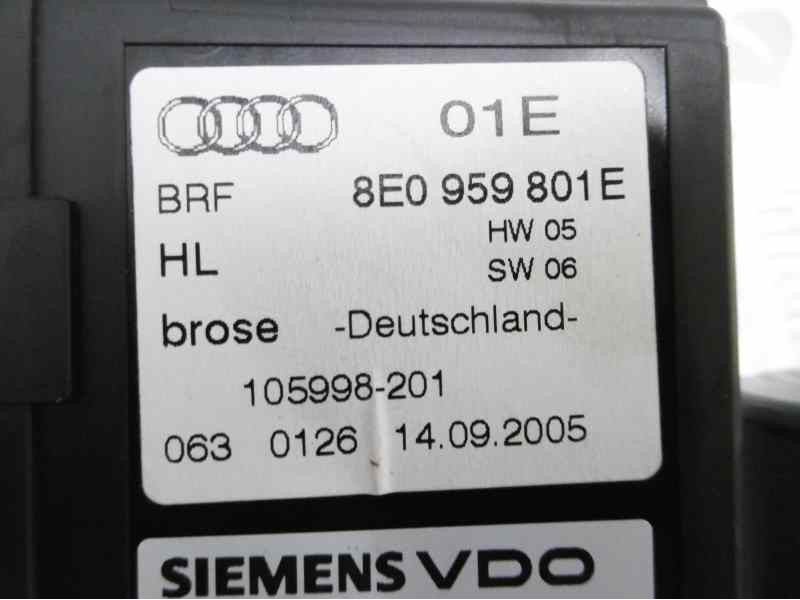 01E
BRF 8E0 959 801E
HL HW 05
SW 06
brose -Deutschland-
105998-201
063 0126 14.09.2005
SIEMENS VDO